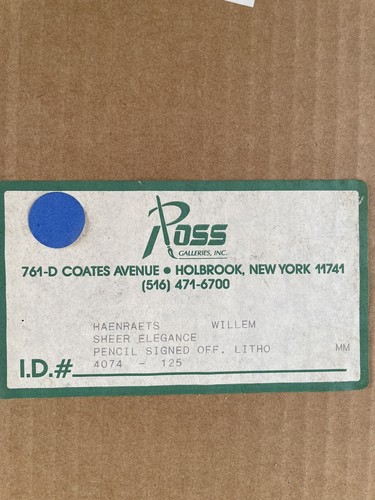 Ross
GALLERIES, INC.
761-D COATES AVENUE • HOLBROOK, NEW YORK 11741
(516) 471-6700
HAENRAETS WILLEM
SHEER ELEGANCE
PENCIL SIGNED OFF. LITHO MM
4074 - 125
I.D.#